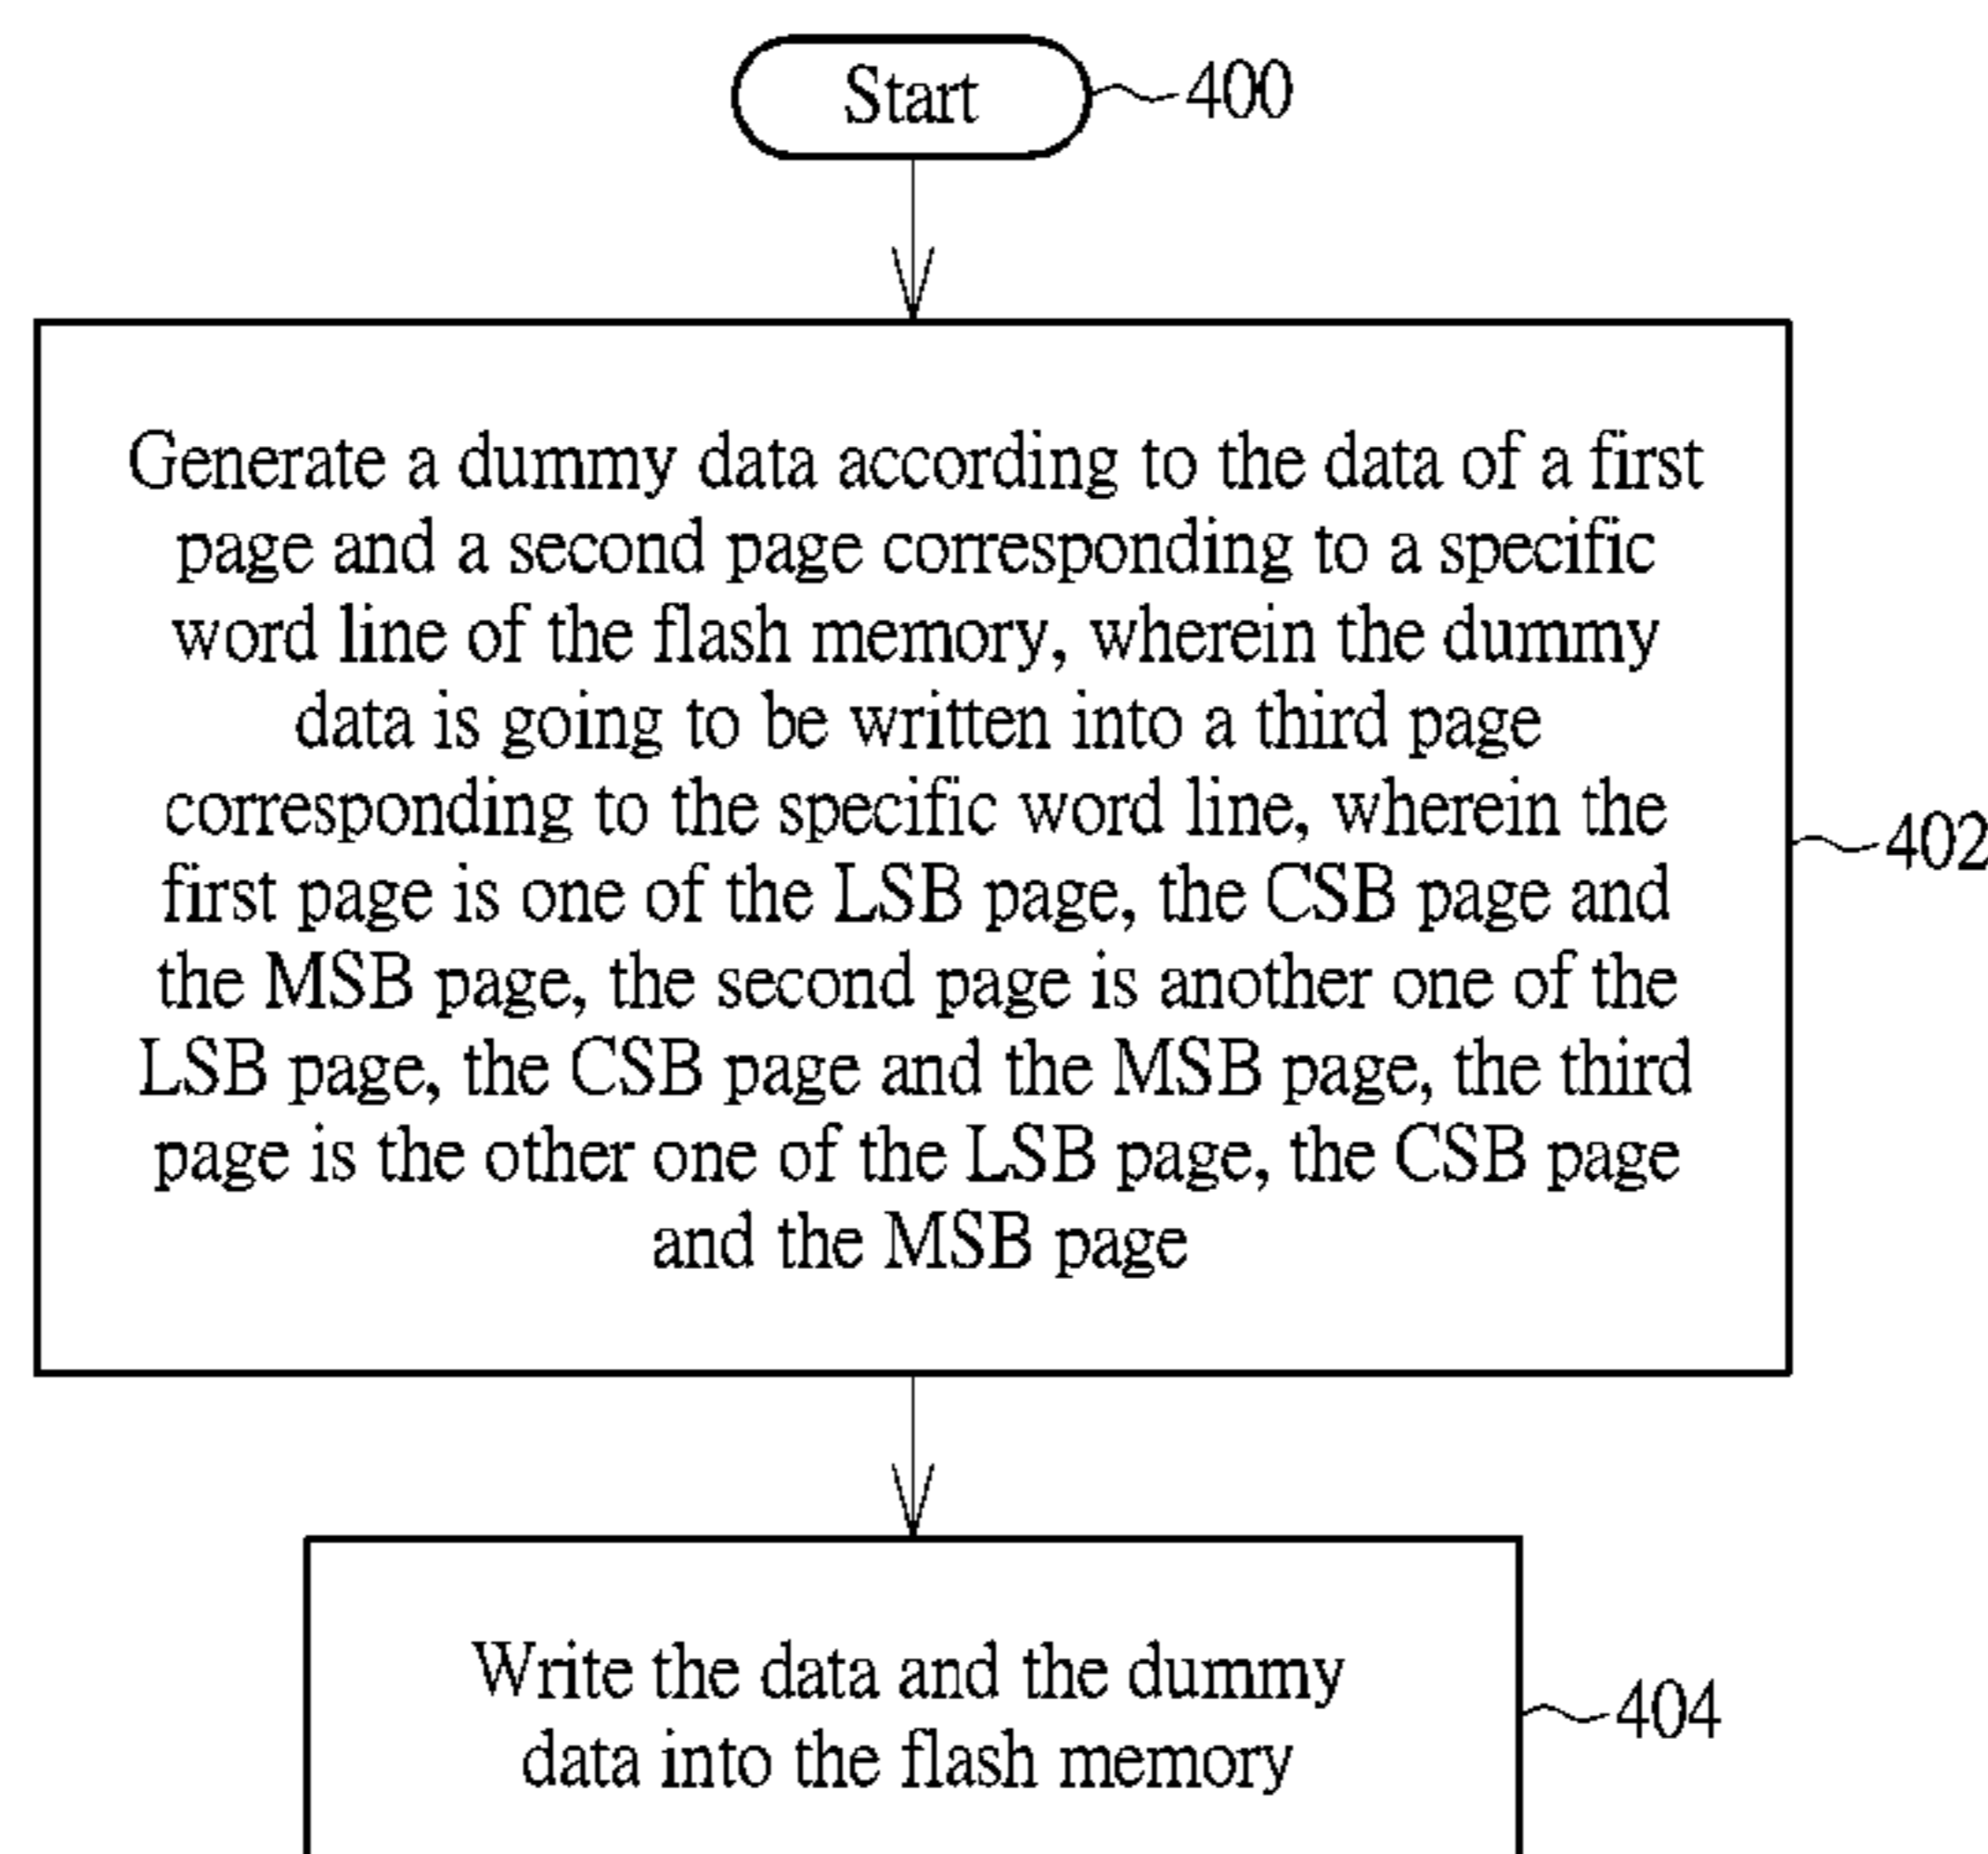 Start
400
Generate a dummy data according to the data of a first
page and a second page corresponding to a specific
word line of the flash memory, wherein the dummy
data is going to be written into a third page
corresponding to the specific word line, wherein the
first page is one of the LSB page, the CSB page and
the MSB page, the second page is another one of the
LSB page, the CSB page and the MSB page, the third
page is the other one of the LSB page, the CSB page
and the MSB page
402
Write the data and the dummy
data into the flash memory
404